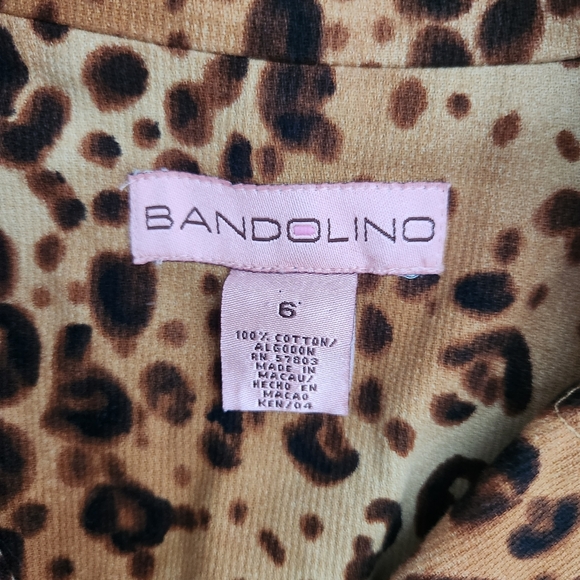 BANDOLINO
6
100% COTTON/
ALGODON
RN 57803
MADE IN
MACAU/
HECHO EN
MACAO
KEN/04